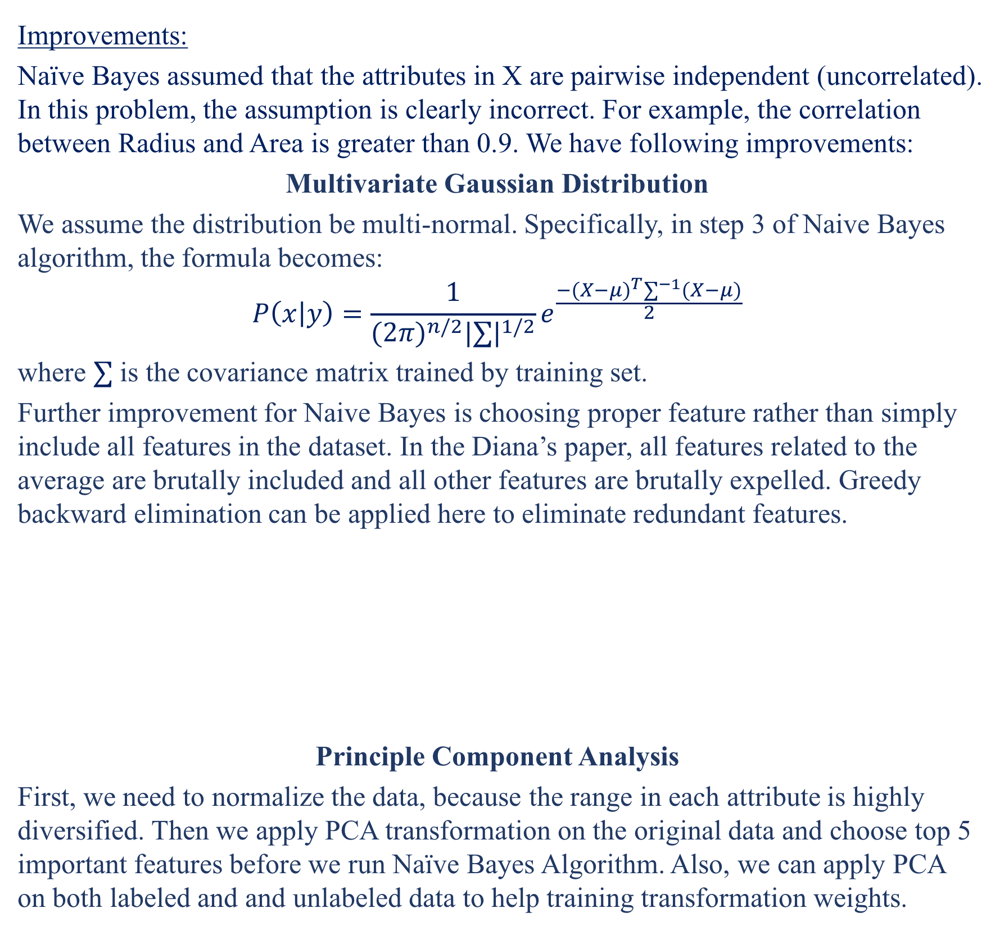 Improvements:
Naïve Bayes assumed that the attributes in X are pairwise independent (uncorrelated).
In this problem, the assumption is clearly incorrect. For example, the correlation
between Radius and Area is greater than 0.9. We have following improvements:
Multivariate Gaussian Distribution
We assume the distribution be multi-normal. Specifically, in step 3 of Naive Bayes
algorithm, the formula becomes:
P(x|y) = 1 / ((2π)^{n/2}|∑|^{1/2}) e^{(−(X−μ)^T ∑^{−1}(X−μ))/2}
where ∑ is the covariance matrix trained by training set.
Further improvement for Naive Bayes is choosing proper feature rather than simply
include all features in the dataset. In the Diana’s paper, all features related to the
average are brutally included and all other features are brutally expelled. Greedy
backward elimination can be applied here to eliminate redundant features.
Principle Component Analysis
First, we need to normalize the data, because the range in each attribute is highly
diversified. Then we apply PCA transformation on the original data and choose top 5
important features before we run Naïve Bayes Algorithm. Also, we can apply PCA
on both labeled and and unlabeled data to help training transformation weights.